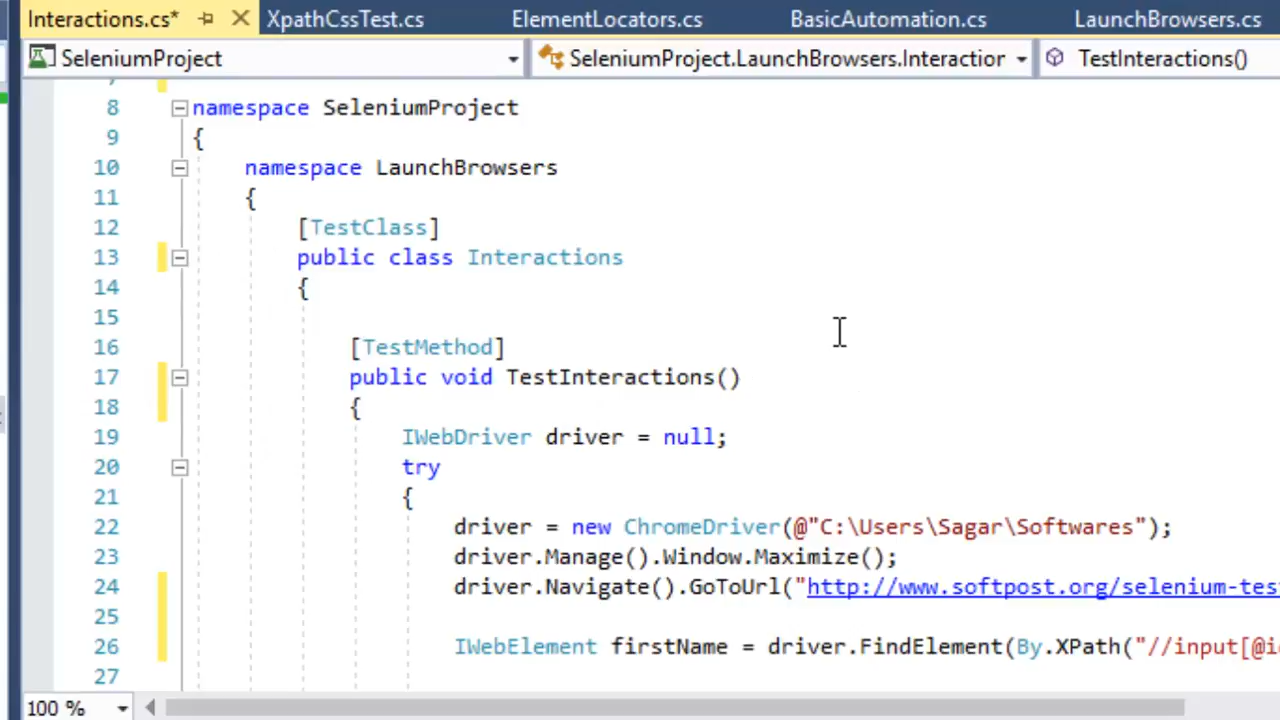 Interactions.cs* XpathCssTest.cs ElementLocators.cs BasicAutomation.cs LaunchBrowsers.cs
SeleniumProject SeleniumProject.LaunchBrowsers.Interaction TestInteractions()
8 namespace SeleniumProject
9 {
10 namespace LaunchBrowsers
11 {
12 [TestClass]
13 public class Interactions
14 {
15
16 [TestMethod]
17 public void TestInteractions()
18 {
19 IWebDriver driver = null;
20 try
21 {
22 driver = new ChromeDriver(@"C:\Users\Sagar\Softwares");
23 driver.Manage().Window.Maximize();
24 driver.Navigate().GoToUrl("http://www.softpost.org/selenium-tes
25
26 IWebElement firstName = driver.FindElement(By.XPath("//input[@i
27
100 %